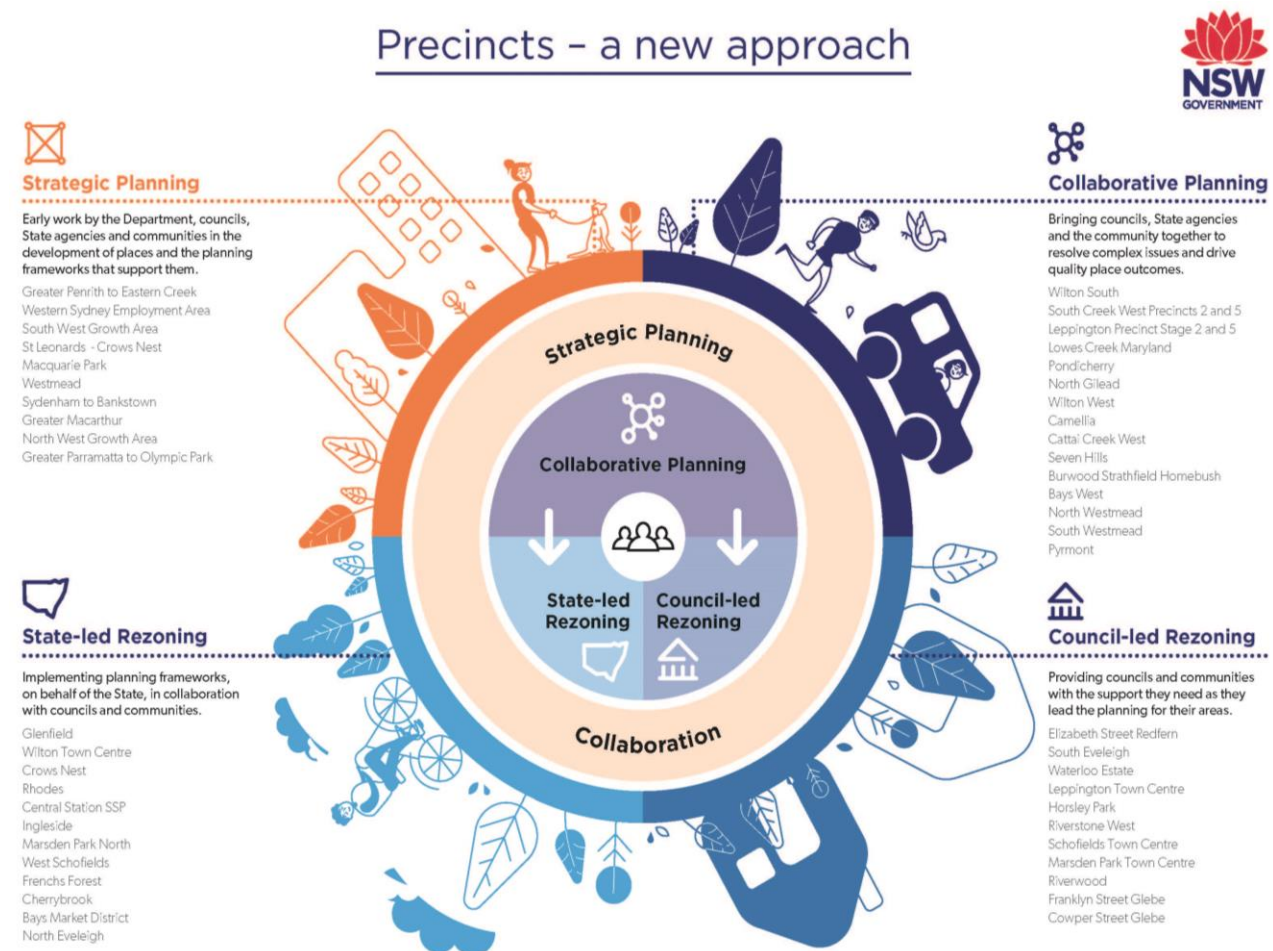 Precincts – a new approach
NSW
GOVERNMENT
Strategic Planning
Early work by the Department, councils,
State agencies and communities in the
development of places and the planning
frameworks that support them.
Greater Penrith to Eastern Creek
Western Sydney Employment Area
South West Growth Area
St Leonards - Crows Nest
Macquarie Park
Westmead
Sydenham to Bankstown
Greater Macarthur
North West Growth Area
Greater Parramatta to Olympic Park
Collaborative Planning
Bringing councils, State agencies
and the community together to
resolve complex issues and drive
quality place outcomes.
Wilton South
South Creek West Precincts 2 and 5
Leppington Precinct Stage 2 and 5
Lowes Creek Maryland
Pondicherry
North Gilead
Wilton West
Camellia
Cattai Creek West
Seven Hills
Burwood Strathfield Homebush
Bays West
North Westmead
South Westmead
Pyrmont
Strategic Planning
Collaborative Planning
State-led
Rezoning
Council-led
Rezoning
Collaboration
State-led Rezoning
Implementing planning frameworks,
on behalf of the State, in collaboration
with councils and communities.
Glenfield
Wilton Town Centre
Crows Nest
Rhodes
Central Station SSP
Ingleside
Marsden Park North
West Schofields
Frenchs Forest
Cherrybrook
Bays Market District
North Eveleigh
Council-led Rezoning
Providing councils and communities
with the support they need as they
lead the planning for their areas.
Elizabeth Street Redfern
South Eveleigh
Waterloo Estate
Leppington Town Centre
Horsley Park
Riverstone West
Schofields Town Centre
Marsden Park Town Centre
Riverwood
Franklyn Street Glebe
Cowper Street Glebe